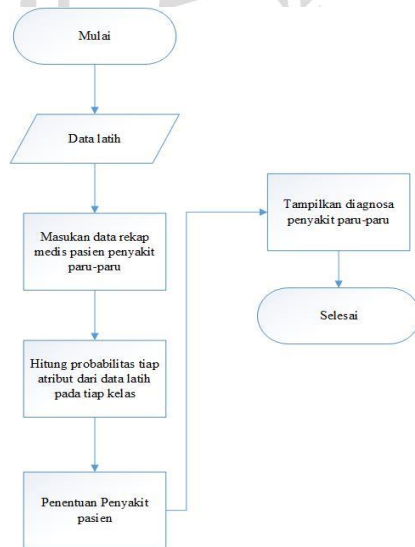 Mulai
Data latih
Masukan data rekap
medis pasien penyakit
paru-paru
Hitung probabilitas tiap
atribut dari data latih
pada tiap kelas
Penentuan Penyakit
pasien
Tampilkan diagnosa
penyakit paru-paru
Selesai